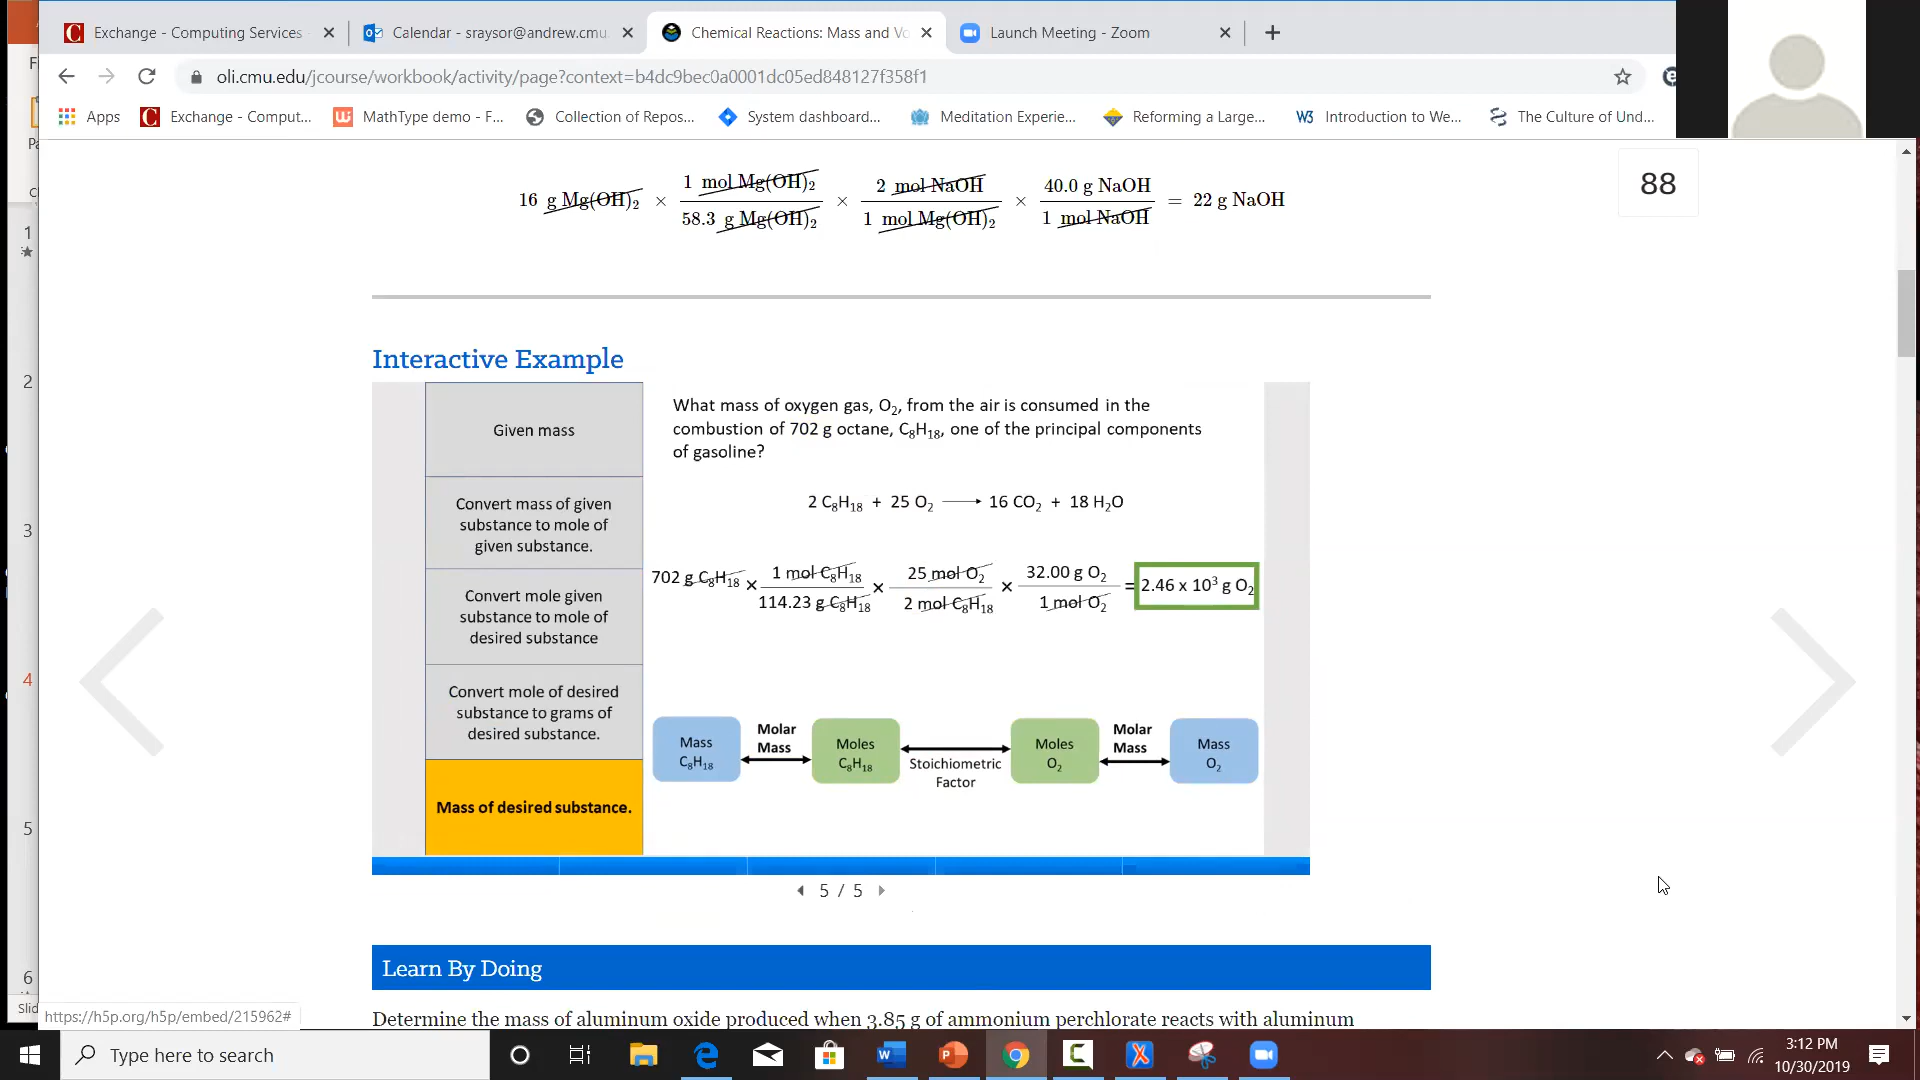 Exchange - Computing Services
Calendar - sraysor@andrew.cmu.
Chemical Reactions: Mass and Vo
Launch Meeting - Zoom
oli.cmu.edu/jcourse/workbook/activity/page?context=b4dc9bec0a0001dc05ed848127f358f1
Apps
Exchange - Comput...
MathType demo - F...
Collection of Repos...
System dashboard...
Meditation Experie...
Reforming a Large...
W3 Introduction to We...
The Culture of Und...
88
16 g Mg(OH)₂ × 1 mol Mg(OH)₂ / 58.3 g Mg(OH)₂ × 2 mol NaOH / 1 mol Mg(OH)₂ × 40.0 g NaOH / 1 mol NaOH = 22 g NaOH
Interactive Example
Given mass
Convert mass of given
substance to mole of
given substance.
Convert mole given
substance to mole of
desired substance
Convert mole of desired
substance to grams of
desired substance.
Mass of desired substance.
What mass of oxygen gas, O₂, from the air is consumed in the
combustion of 702 g octane, C₈H₁₈, one of the principal components
of gasoline?
2 C₈H₁₈ + 25 O₂ ⟶ 16 CO₂ + 18 H₂O
702 g C₈H₁₈ × 1 mol C₈H₁₈ / 114.23 g C₈H₁₈ × 25 mol O₂ / 2 mol C₈H₁₈ × 32.00 g O₂ / 1 mol O₂ = 2.46 x 10³ g O₂
Mass
C₈H₁₈
Molar
Mass
Moles
C₈H₁₈
Stoichiometric
Factor
Moles
O₂
Molar
Mass
Mass
O₂
5 / 5
Learn By Doing
Determine the mass of aluminum oxide produced when 3.85 g of ammonium perchlorate reacts with aluminum
https://h5p.org/h5p/embed/215962#
1
2
3
4
5
6
Slid
Type here to search
3:12 PM
10/30/2019